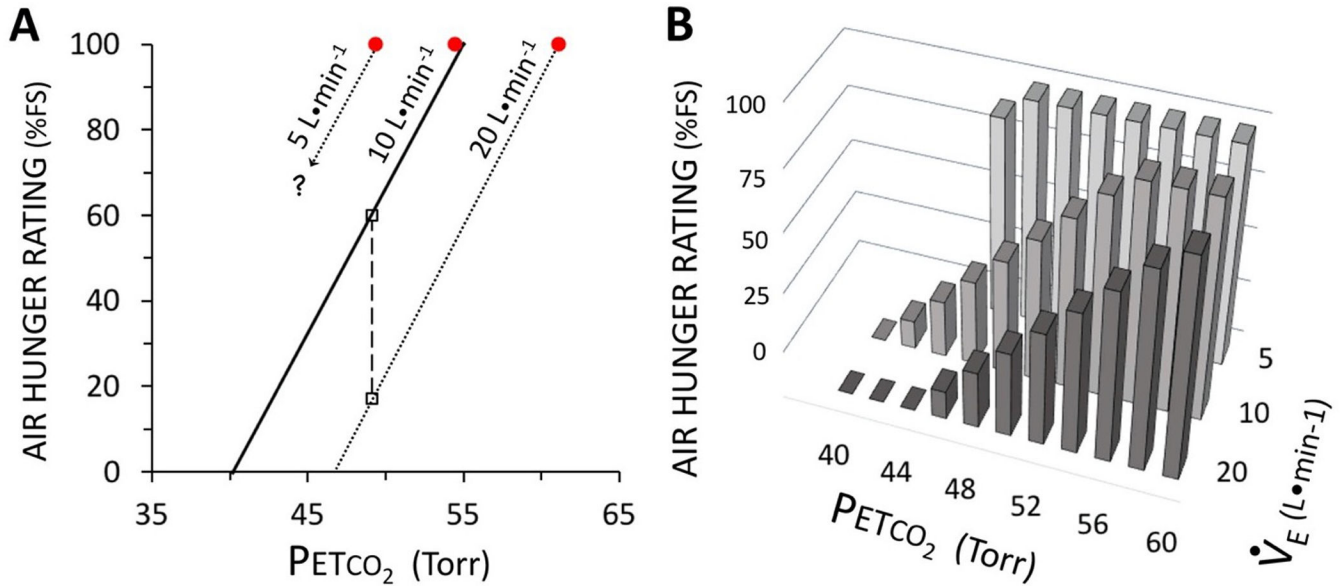 A
AIR HUNGER RATING (%FS)
100
80
60
40
20
0
5 L•min-1
?
10 L•min-1
20 L•min-1
35 45 55 65
PETCO2 (Torr)
B
AIR HUNGER RATING (%FS)
100
75
50
25
0
40 44 48 52 56 60
PETCO2 (Torr)
5
10
20
V̇E (L•min-1)